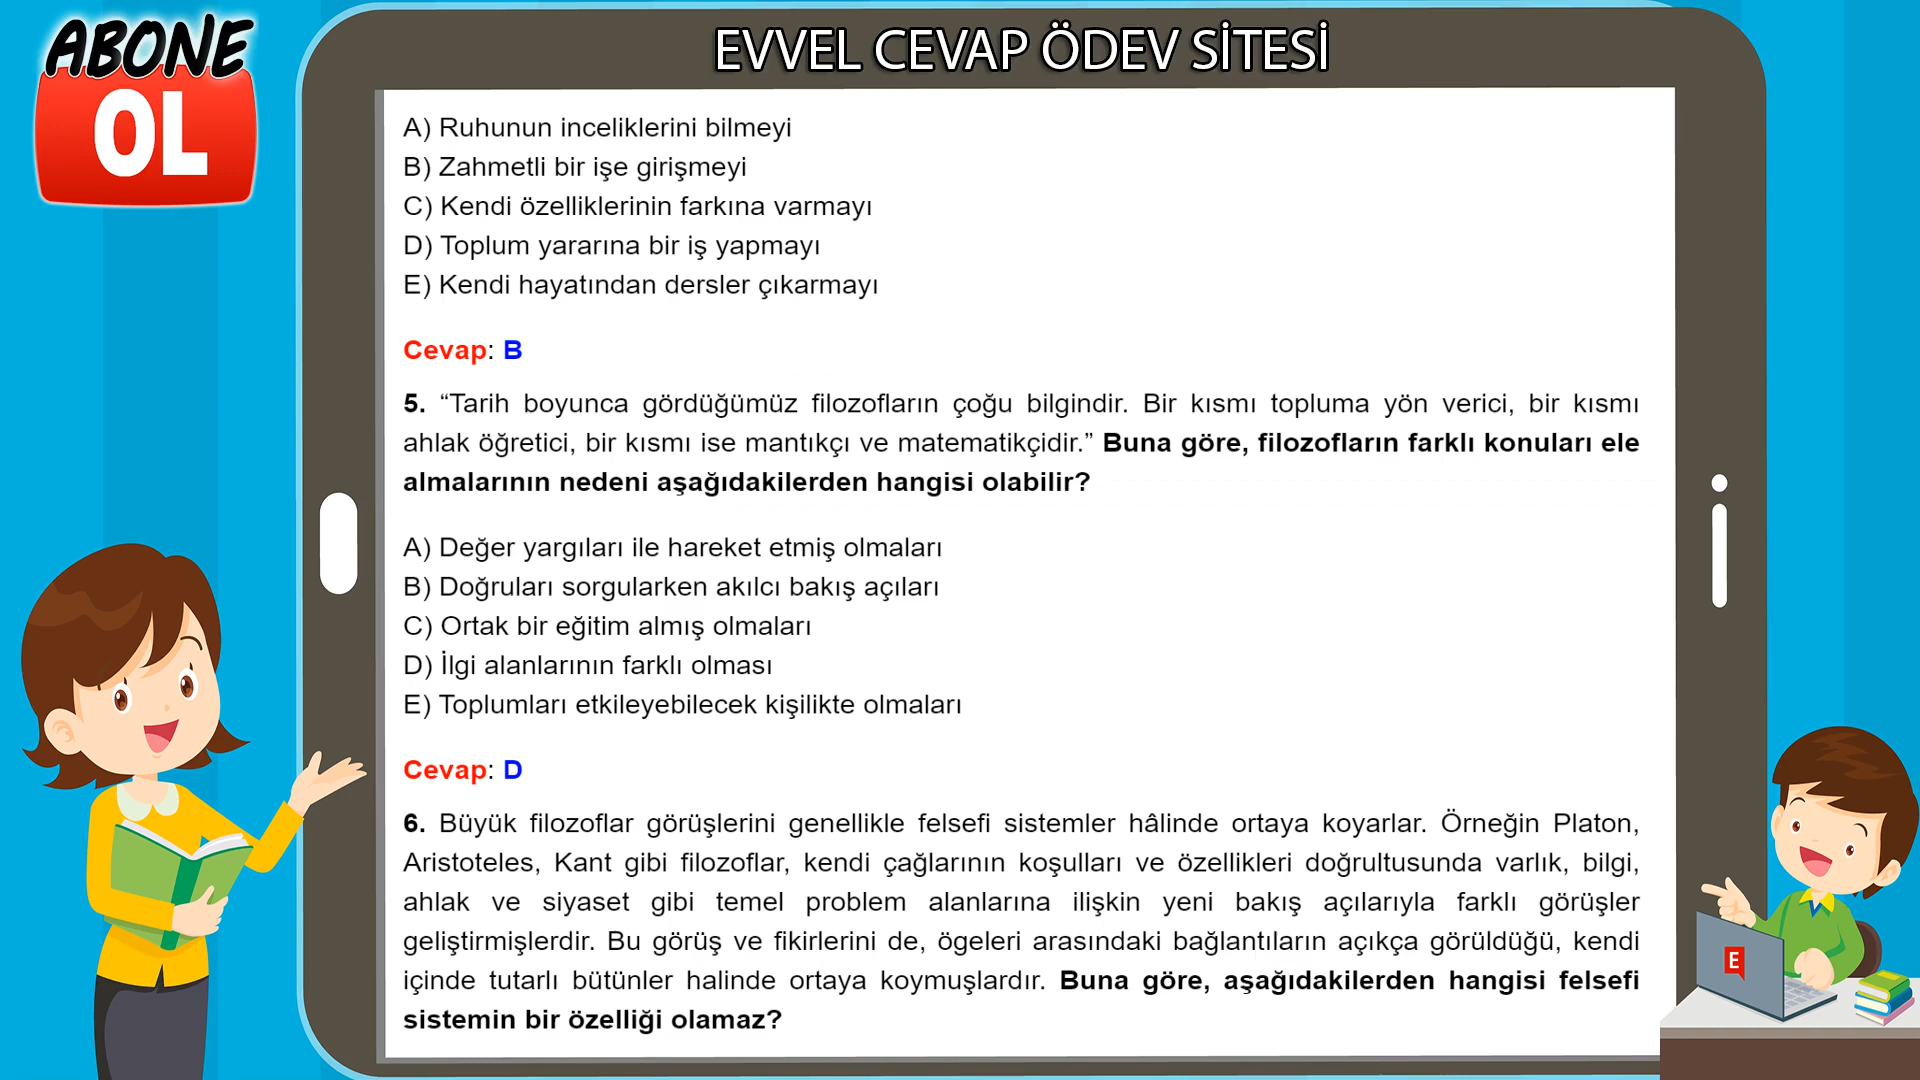 ABONE
OL
EVVEL CEVAP ÖDEV SİTESİ
A) Ruhunun inceliklerini bilmeyi
B) Zahmetli bir işe girişmeyi
C) Kendi özelliklerinin farkına varmayı
D) Toplum yararına bir iş yapmayı
E) Kendi hayatından dersler çıkarmayı
Cevap: B
5. “Tarih boyunca gördüğümüz filozofların çoğu bilgindir. Bir kısmı topluma yön verici, bir kısmı
ahlak öğretici, bir kısmı ise mantıkçı ve matematikçidir.” Buna göre, filozofların farklı konuları ele
almalarının nedeni aşağıdakilerden hangisi olabilir?
A) Değer yargıları ile hareket etmiş olmaları
B) Doğruları sorgularken akılcı bakış açıları
C) Ortak bir eğitim almış olmaları
D) İlgi alanlarının farklı olması
E) Toplumları etkileyebilecek kişilikte olmaları
Cevap: D
6. Büyük filozoflar görüşlerini genellikle felsefi sistemler hâlinde ortaya koyarlar. Örneğin Platon,
Aristoteles, Kant gibi filozoflar, kendi çağlarının koşulları ve özellikleri doğrultusunda varlık, bilgi,
ahlak ve siyaset gibi temel problem alanlarına ilişkin yeni bakış açılarıyla farklı görüşler
geliştirmişlerdir. Bu görüş ve fikirlerini de, ögeleri arasındaki bağlantıların açıkça görüldüğü, kendi
içinde tutarlı bütünler halinde ortaya koymuşlardır. Buna göre, aşağıdakilerden hangisi felsefi
sistemin bir özelliği olamaz?
E